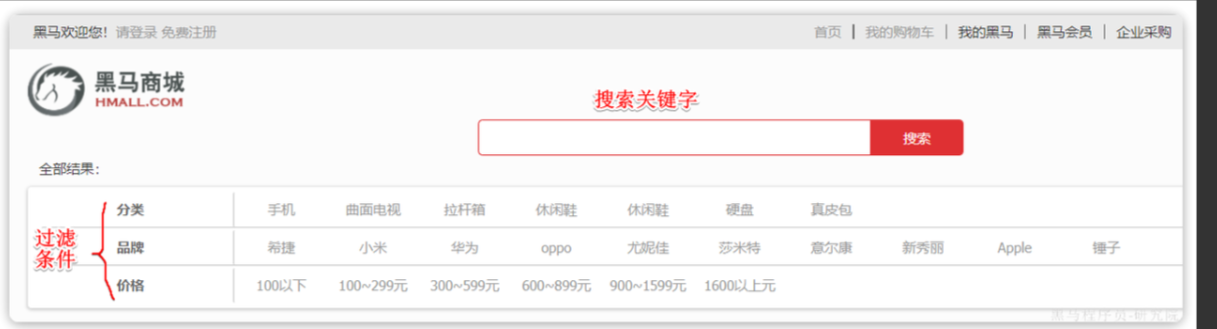 黑马欢迎您！请登录 免费注册
首页 | 我的购物车 | 我的黑马 | 黑马会员 | 企业采购
黑马商城
HMALL.COM
搜索关键字
搜索
全部结果：
过滤条件
分类 手机 曲面电视 拉杆箱 休闲鞋 休闲鞋 硬盘 真皮包
品牌 希捷 小米 华为 oppo 尤妮佳 莎米特 意尔康 新秀丽 Apple 锤子
价格 100以下 100~299元 300~599元 600~899元 900~1599元 1600以上元
黑马程序员-研究院